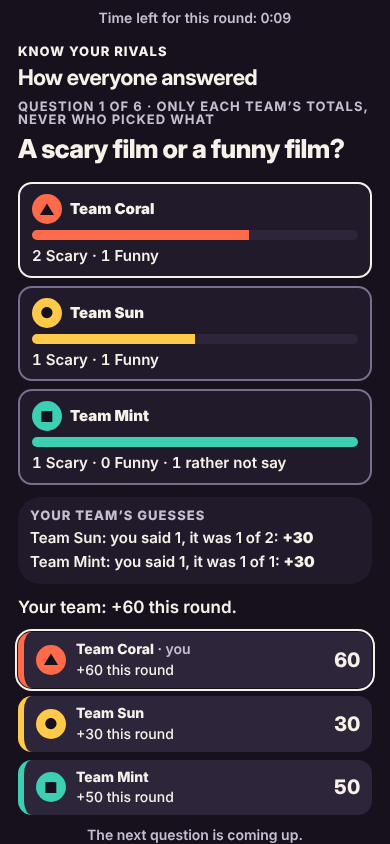 Time left for this round: 0:09
KNOW YOUR RIVALS
How everyone answered
QUESTION 1 OF 6 · ONLY EACH TEAM'S TOTALS,
NEVER WHO PICKED WHAT
A scary film or a funny film?
Team Coral
2 Scary · 1 Funny
Team Sun
1 Scary · 1 Funny
Team Mint
1 Scary · 0 Funny · 1 rather not say
YOUR TEAM'S GUESSES
Team Sun: you said 1, it was 1 of 2: +30
Team Mint: you said 1, it was 1 of 1: +30
Your team: +60 this round.
Team Coral · you
+60 this round
60
Team Sun
+30 this round
30
Team Mint
+50 this round
50
The next question is coming up.